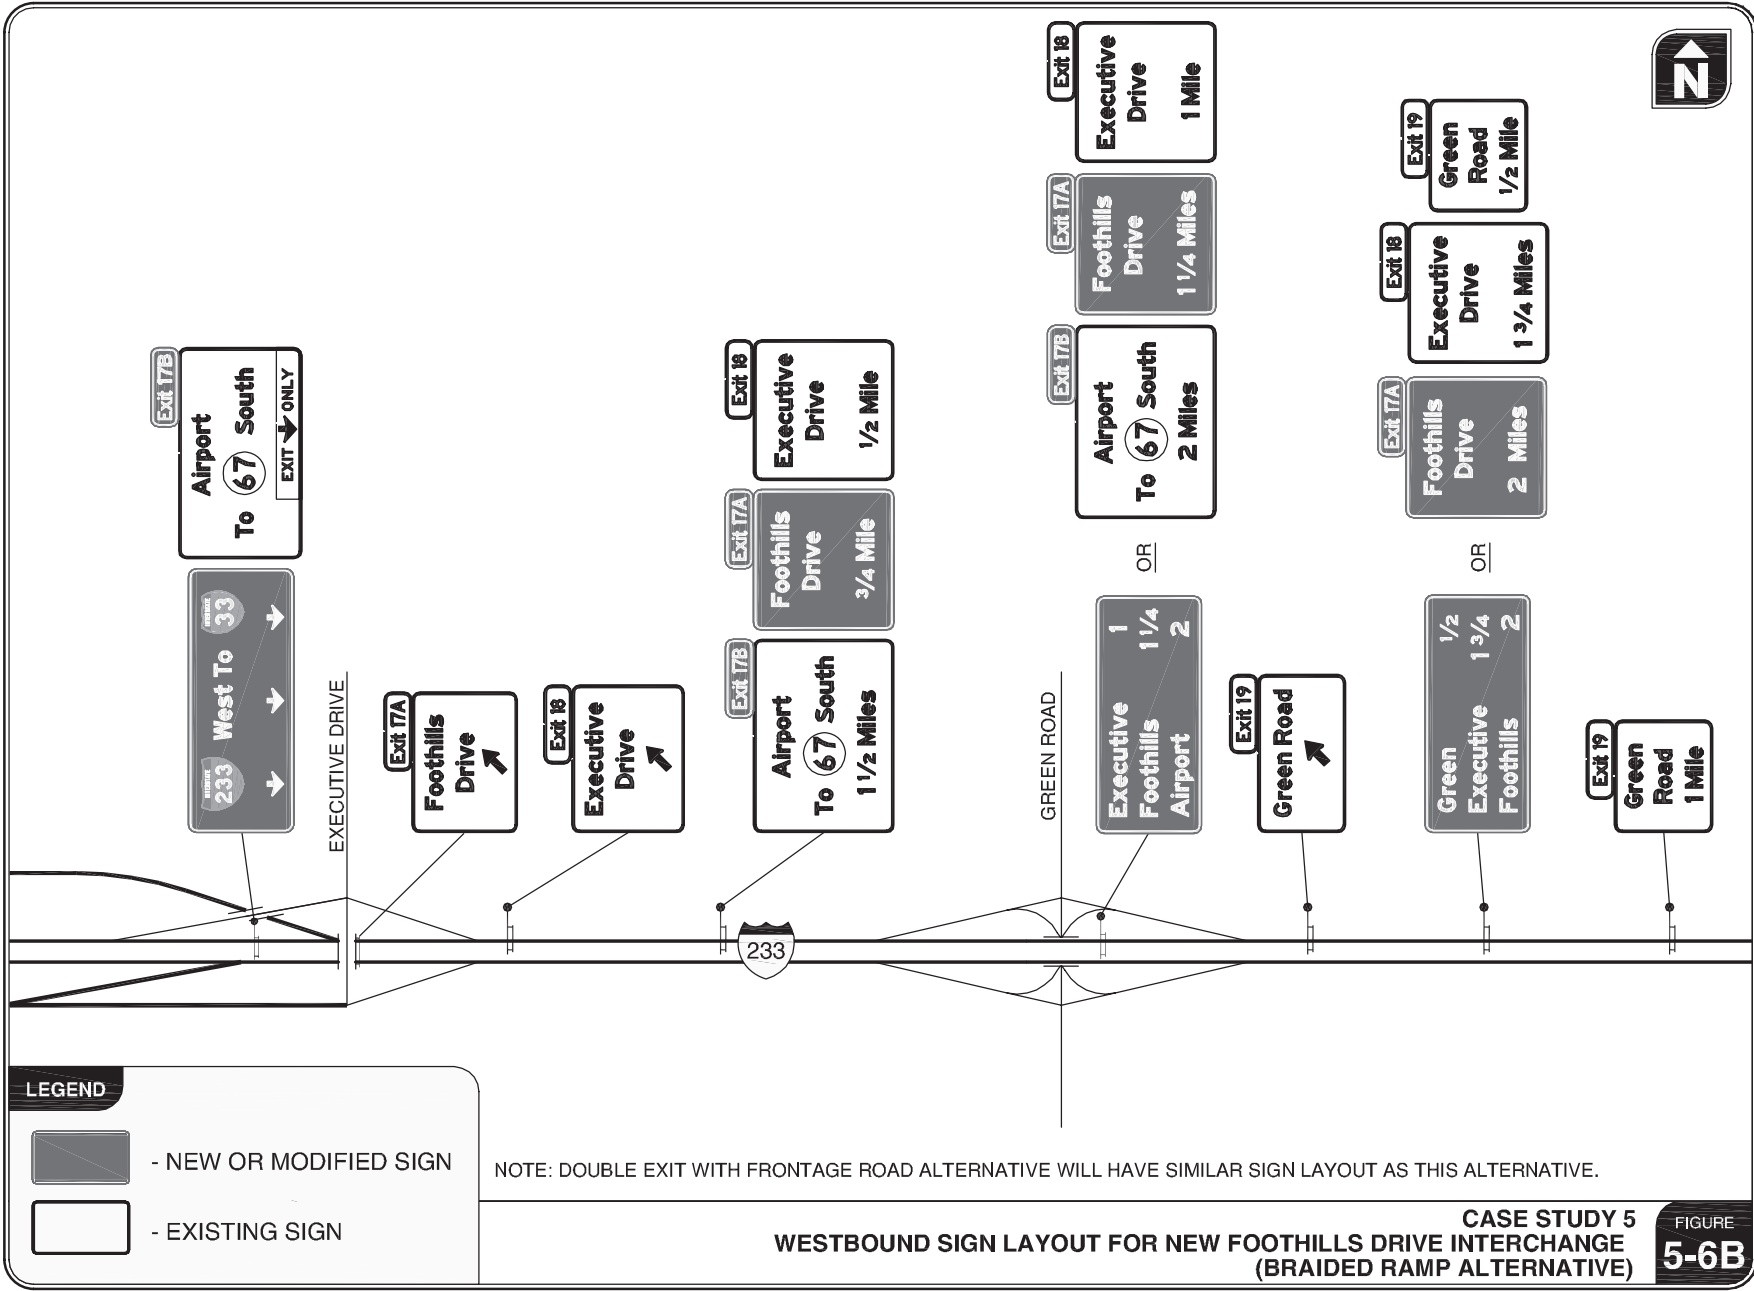 N
Exit 17B
Airport
To 67 South
EXIT ONLY
INTERSTATE
233
West To
INTERSTATE
33
EXECUTIVE DRIVE
Exit 17A
Foothills
Drive
Exit 18
Executive
Drive
Exit 18
Executive
Drive
1/2 Mile
Exit 17A
Foothills
Drive
3/4 Mile
Exit 17B
Airport
To 67 South
1 1/2 Miles
233
GREEN ROAD
Exit 18
Executive
Drive
1 Mile
Exit 17A
Foothills
Drive
1 1/4 Miles
Exit 17B
Airport
To 67 South
2 Miles
OR
Executive 1
Foothills 1 1/4
Airport 2
Exit 19
Green Road
Exit 19
Green
Road
1/2 Mile
Exit 18
Executive
Drive
1 3/4 Miles
Exit 17A
Foothills
Drive
2 Miles
OR
Green 1/2
Executive 1 3/4
Foothills 2
Exit 19
Green
Road
1 Mile
LEGEND
- NEW OR MODIFIED SIGN
- EXISTING SIGN
NOTE: DOUBLE EXIT WITH FRONTAGE ROAD ALTERNATIVE WILL HAVE SIMILAR SIGN LAYOUT AS THIS ALTERNATIVE.
CASE STUDY 5
WESTBOUND SIGN LAYOUT FOR NEW FOOTHILLS DRIVE INTERCHANGE
(BRAIDED RAMP ALTERNATIVE)
FIGURE
5-6B